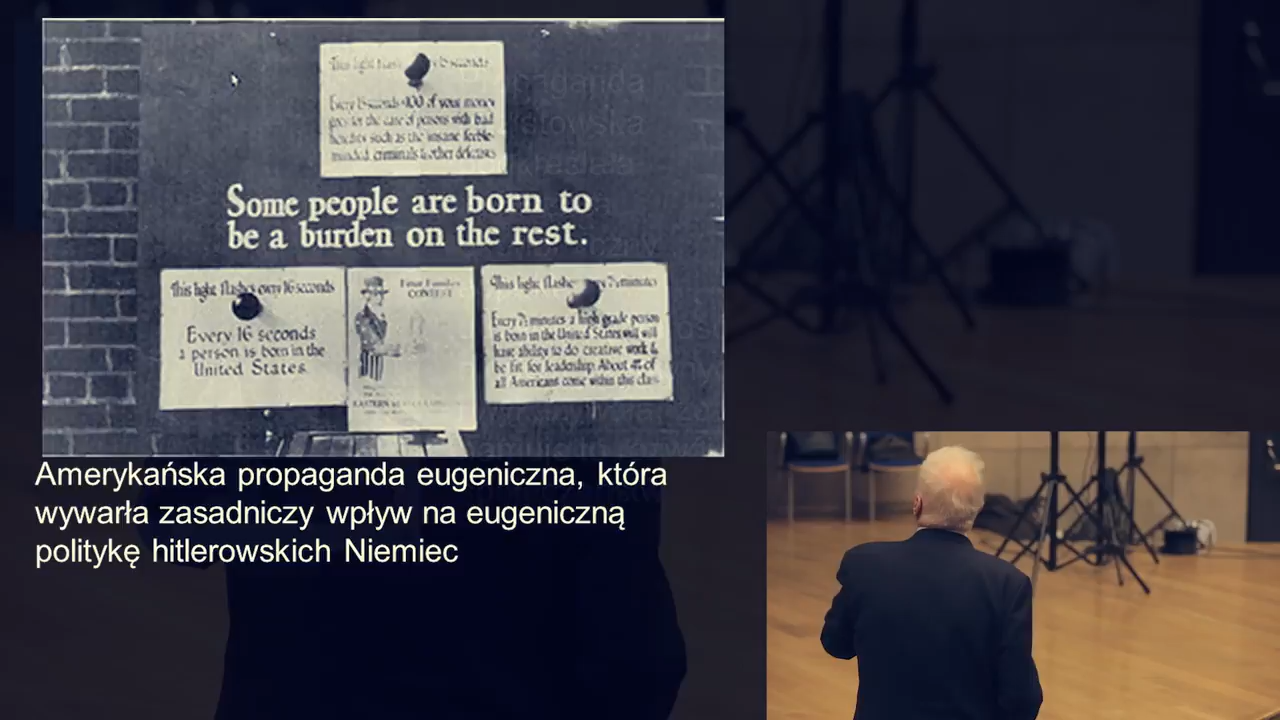 This light flash 15 seconds
Every 15 seconds $100 of your money
goes for the care of persons with bad
heredity such as the insane feeble-
minded, criminals & other defectives
Some people are born to
be a burden on the rest.
This light flashes every 16 seconds
Every 16 seconds
a person is born in the
United States.
Fitter Families
CONTEST
EASTERN
This light flashes 7½ minutes
Every 7½ minutes a high grade person
is born in the United States who will
have ability to do creative work &
be fit for leadership. About 4% of
all Americans come within this class
Propaganda
Amerykańska propaganda eugeniczna, która
wywarła zasadniczy wpływ na eugeniczną
politykę hitlerowskich Niemiec